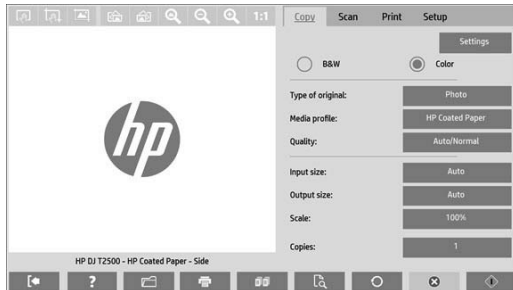 1:1
Copy Scan Print Setup
Settings
B&W Color
Type of original: Photo
Media profile: HP Coated Paper
Quality: Auto/Normal
Input size: Auto
Output size: Auto
Scale: 100%
Copies: 1
hp
HP DJ T2500 - HP Coated Paper - Side
?